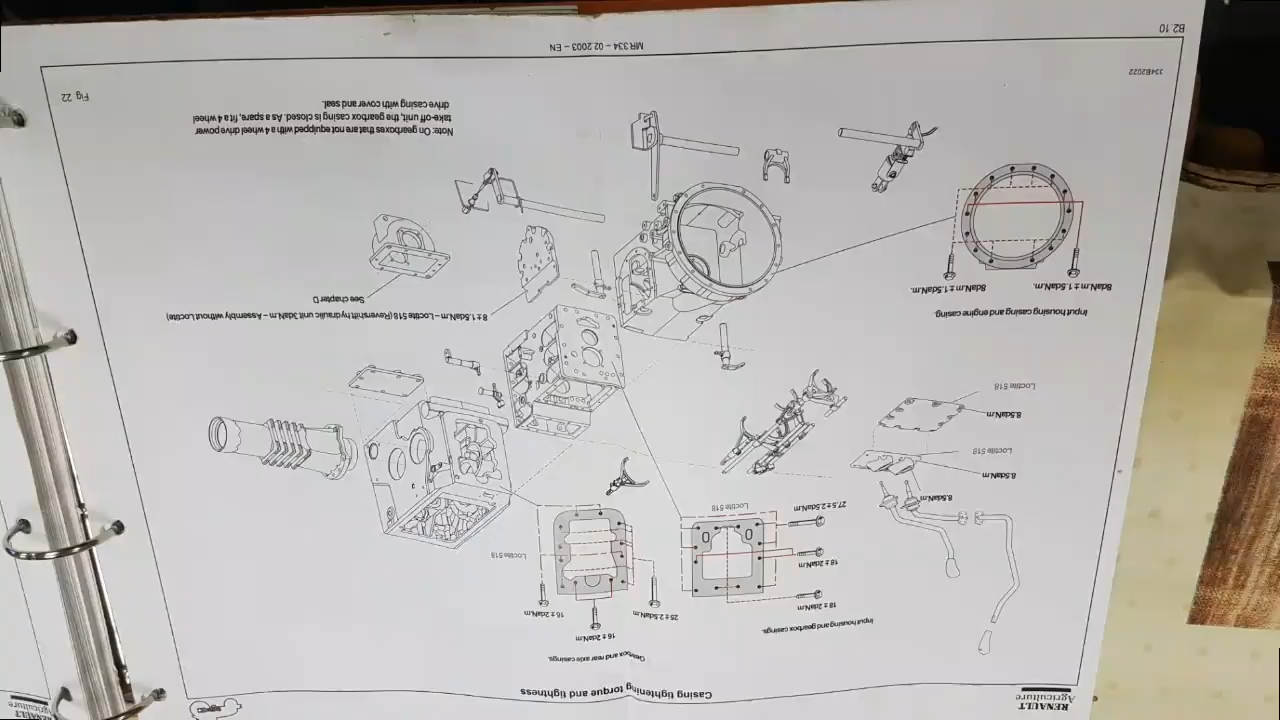 RENAULT
Agriculture
Casing tightening torque and tightness
Gearbox and rear axle casings.
Input housing and gearbox casings.
16 ± 2daN.m
25 ± 2.5daN.m
16 ± 2daN.m
18 ± 2daN.m
18 ± 2daN.m
27.5 ± 2.5daN.m
Loctite 518
Loctite 518
8.5daN.m
8.5daN.m
Loctite 518
8.5daN.m
Loctite 518
Input housing casing and engine casing.
8daN.m ± 1.5daN.m.
8daN.m ± 1.5daN.m.
8 ± 1.5daN.m – Loctite 518 (Revershift hydraulic unit 3daN.m – Assembly without Loctite)
See chapter D
Note: On gearboxes that are not equipped with a 4 wheel drive power
take-off unit, the gearbox casing is closed. As a spare, fit a 4 wheel
drive casing with cover and seal.
Fig. 22
334B2022
MR 334 – 02.2003 – EN
B2.10
RENAULT
Agriculture